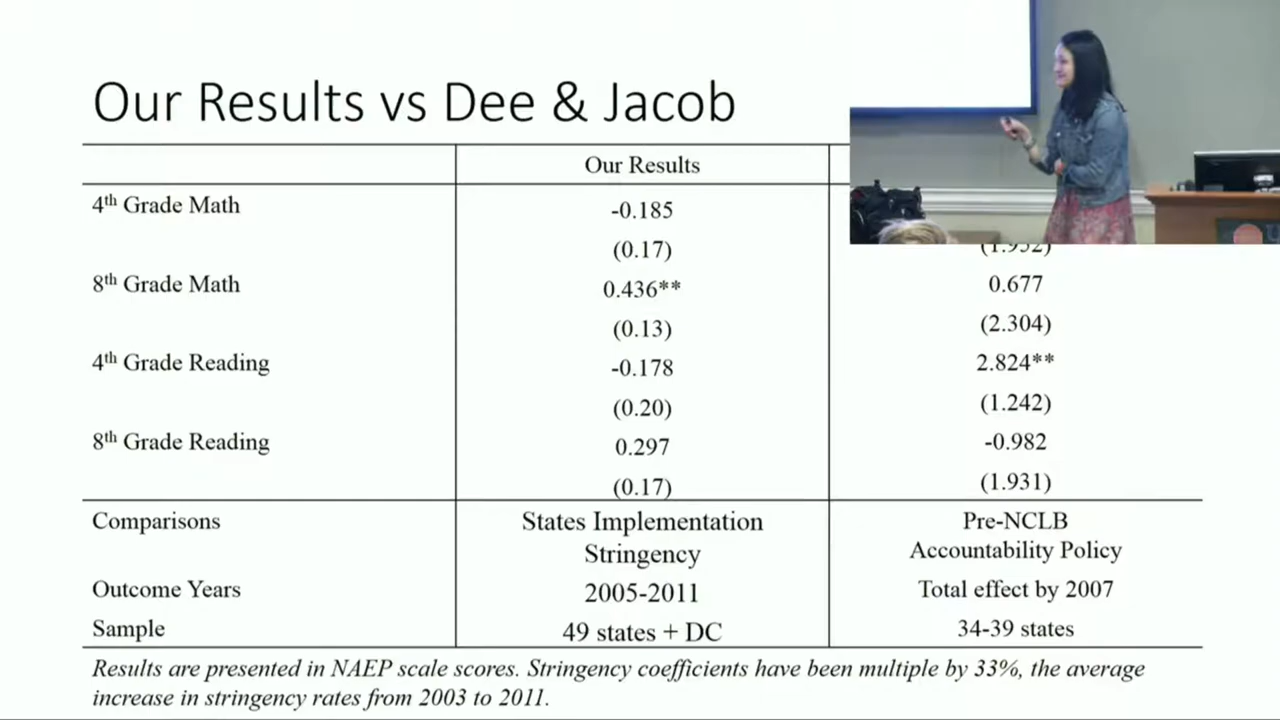 Our Results vs Dee & Jacob
Our Results
4th Grade Math
-0.185
(0.17)
(1.952)
8th Grade Math
0.436**
0.677
(0.13)
(2.304)
4th Grade Reading
-0.178
2.824**
(0.20)
(1.242)
8th Grade Reading
0.297
-0.982
(0.17)
(1.931)
Comparisons
States Implementation
Stringency
Pre-NCLB
Accountability Policy
Outcome Years
2005-2011
Total effect by 2007
Sample
49 states + DC
34-39 states
Results are presented in NAEP scale scores. Stringency coefficients have been multiple by 33%, the average
increase in stringency rates from 2003 to 2011.